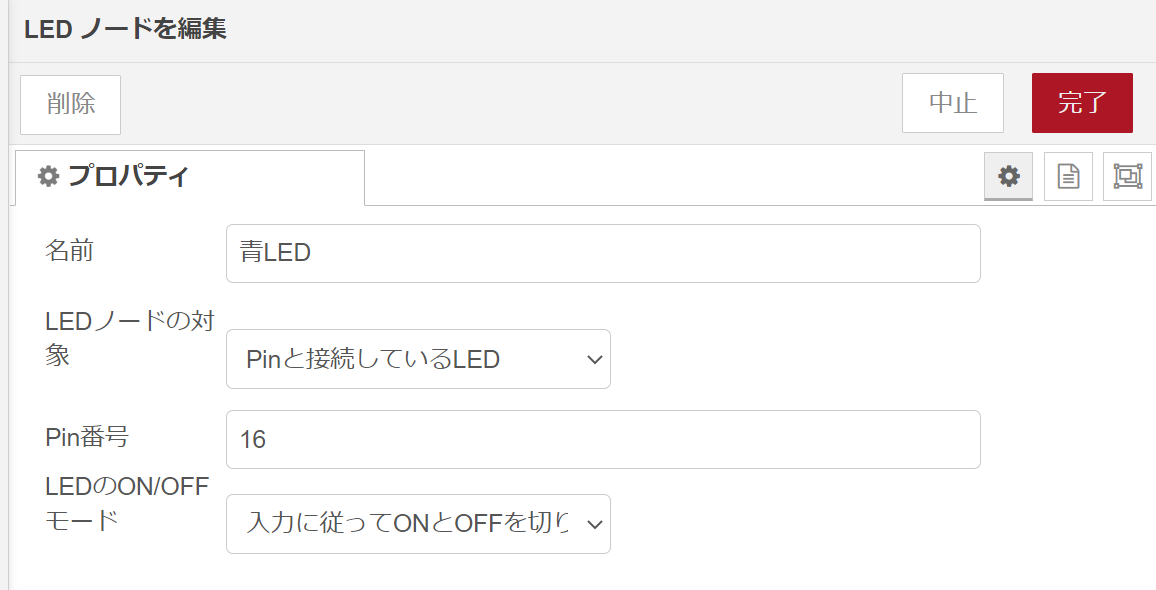 LED ノードを編集
削除
中止
完了
プロパティ
名前
青LED
LEDノードの対
象
Pinと接続しているLED
Pin番号
16
LEDのON/OFF
モード
入力に従ってONとOFFを切り